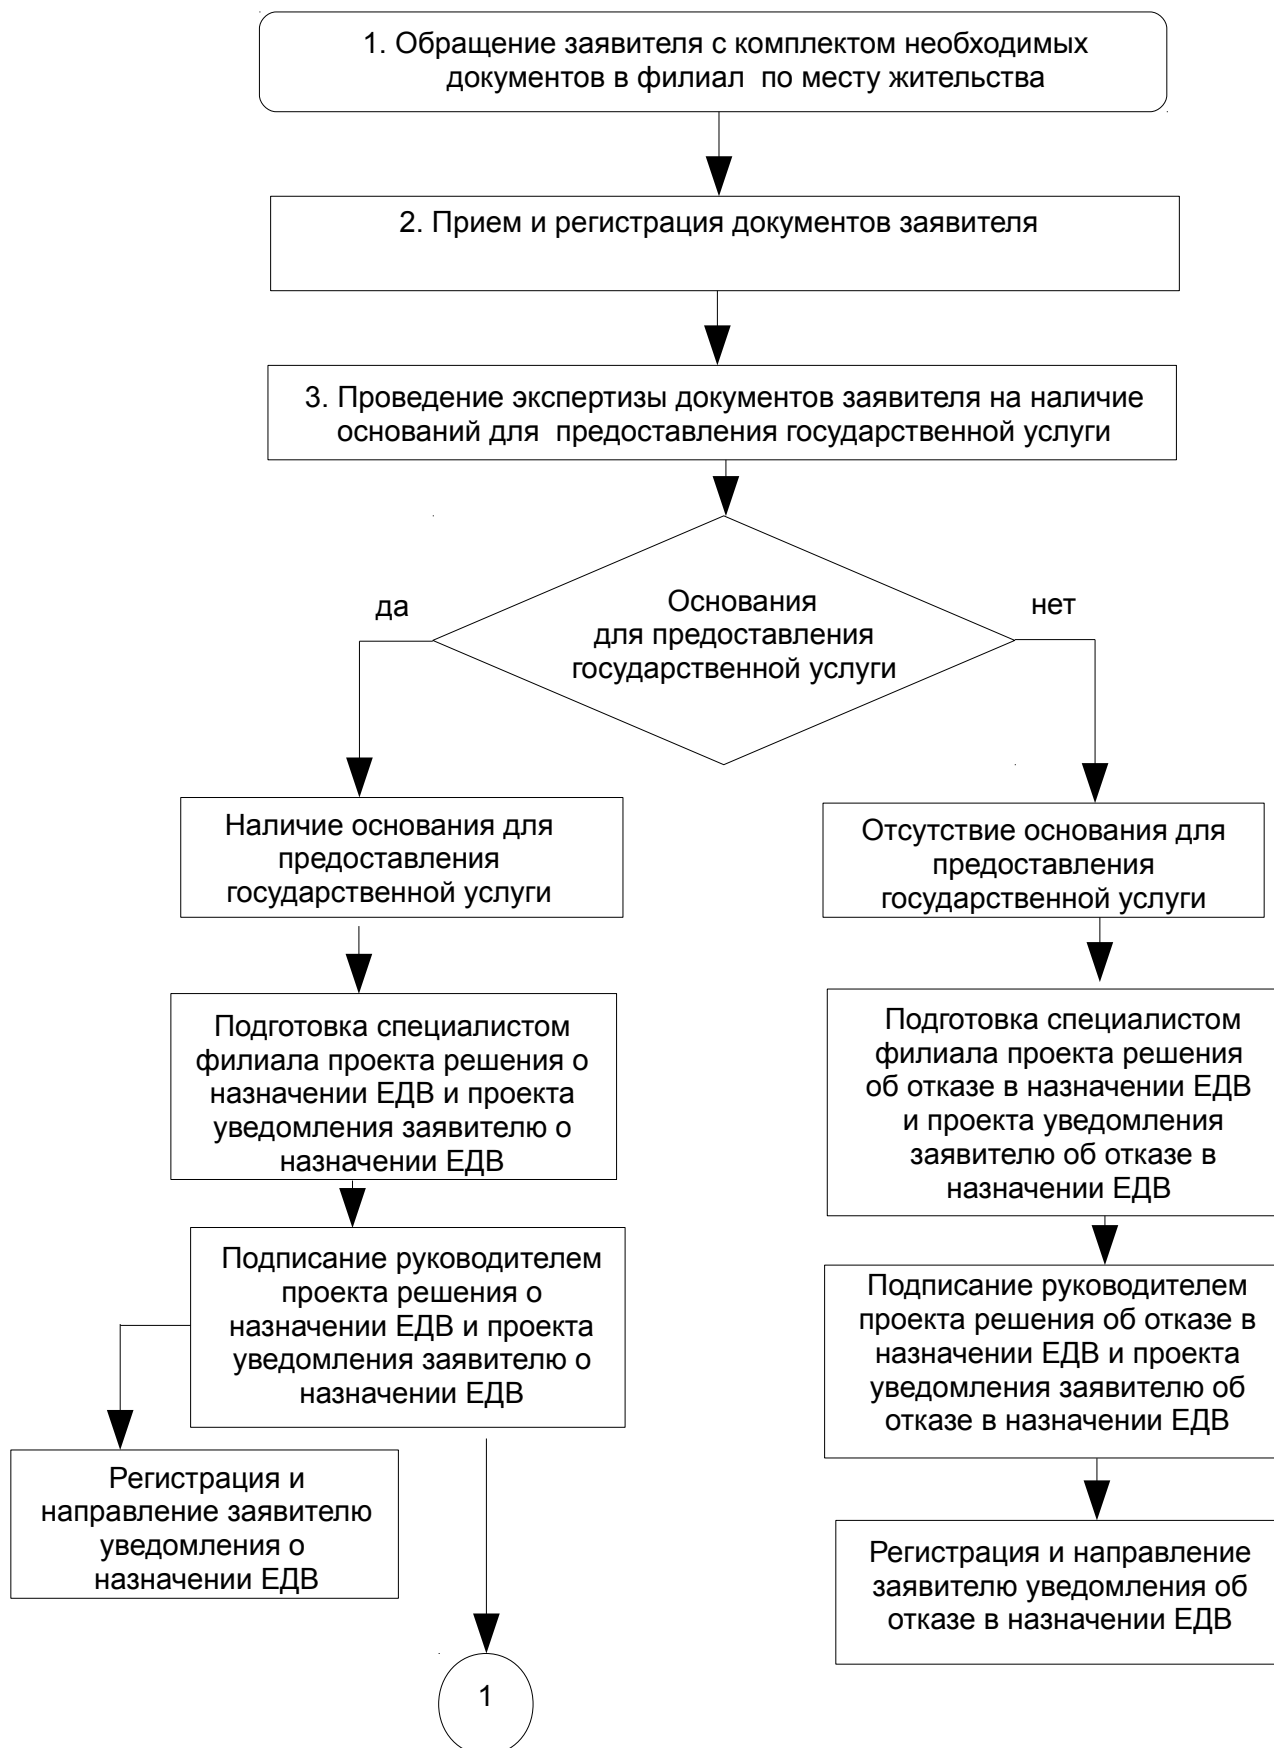 1. Обращение заявителя с комплектом необходимых
документов в филиал  по месту жительства
2. Прием и регистрация документов заявителя
3. Проведение экспертизы документов заявителя на наличие
оснований для  предоставления государственной услуги
да
Основания
для предоставления
государственной услуги
нет
Наличие основания для
предоставления
государственной услуги
Отсутствие основания для
предоставления
государственной услуги
Подготовка специалистом
филиала проекта решения о
назначении ЕДВ и проекта
уведомления заявителю о
назначении ЕДВ
Подготовка специалистом
филиала проекта решения
об отказе в назначении ЕДВ
и проекта уведомления
заявителю об отказе в
назначении ЕДВ
Подписание руководителем
проекта решения о
назначении ЕДВ и проекта
уведомления заявителю о
назначении ЕДВ
Подписание руководителем
проекта решения об отказе в
назначении ЕДВ и проекта
уведомления заявителю об
отказе в назначении ЕДВ
Регистрация и
направление заявителю
уведомления о
назначении ЕДВ
Регистрация и направление
заявителю уведомления об
отказе в назначении ЕДВ
1